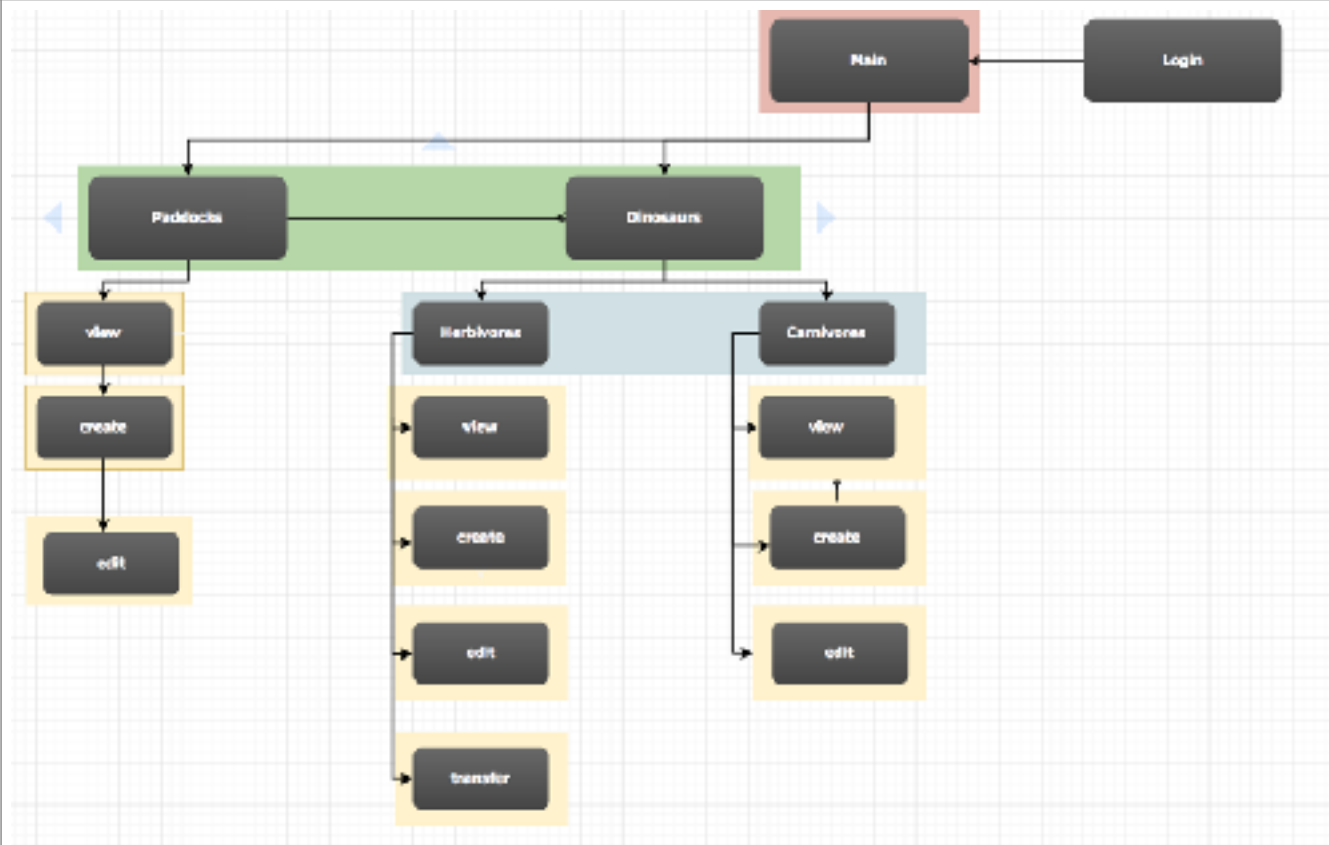 Main
Login
Paddocks
Dinosaurs
view
Herbivores
Carnivores
create
view
view
edit
create
create
edit
edit
transfer